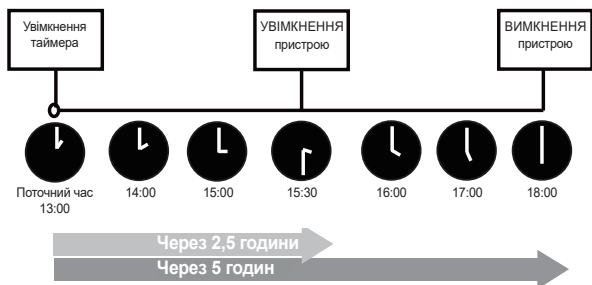 Увімкнення
таймера
УВІМКНЕННЯ
пристрою
ВИМКНЕННЯ
пристрою
Поточний час
13:00
14:00
15:00
15:30
16:00
17:00
18:00
Через 2,5 години
Через 5 годин